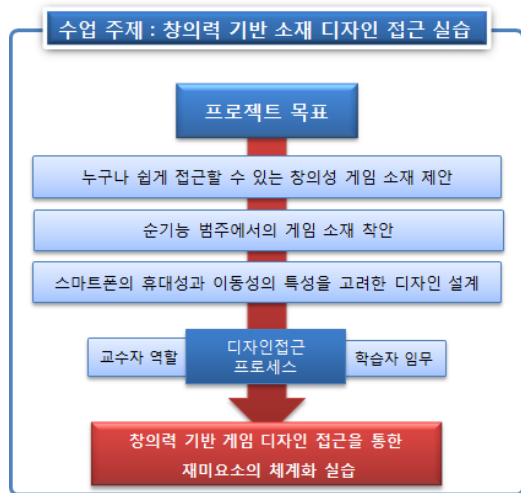 수업 주제 : 창의력 기반 소재 디자인 접근 실습
프로젝트 목표
누구나 쉽게 접근할 수 있는 창의성 게임 소재 제안
순기능 범주에서의 게임 소재 착안
스마트폰의 휴대성과 이동성의 특성을 고려한 디자인 설계
교수자 역할
디자인접근
프로세스
학습자 임무
창의력 기반 게임 디자인 접근을 통한
재미요소의 체계화 실습